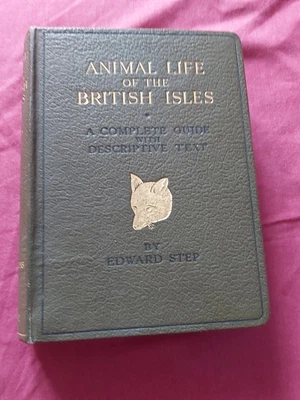 ANIMAL LIFE
OF THE
BRITISH ISLES
A COMPLETE GUIDE
WITH
DESCRIPTIVE TEXT
BY
EDWARD STEP